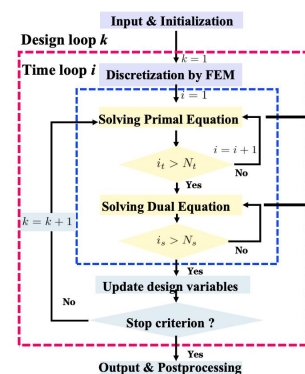 Input & Initialization
Design loop k
k = 1
Time loop i
Discretization by FEM
i = 1
Solving Primal Equation
i = i + 1
i_t > N_t
No
Yes
Solving Dual Equation
k = k + 1
i_s > N_s
No
Yes
Update design variables
No
Stop criterion ?
Yes
Output & Postprocessing